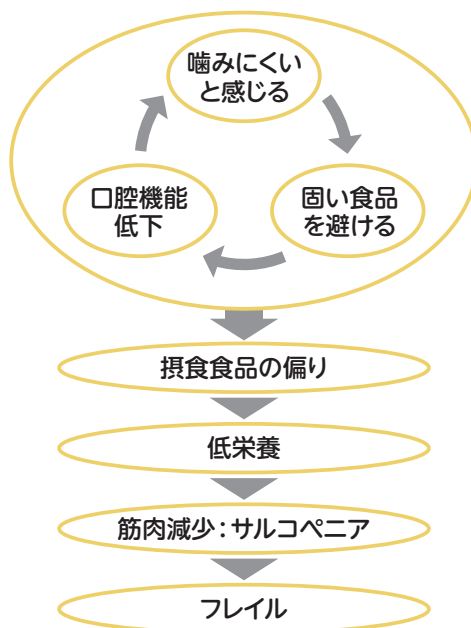 噛みにくい
と感じる
固い食品
を避ける
口腔機能
低下
摂食食品の偏り
低栄養
筋肉減少：サルコペニア
フレイル